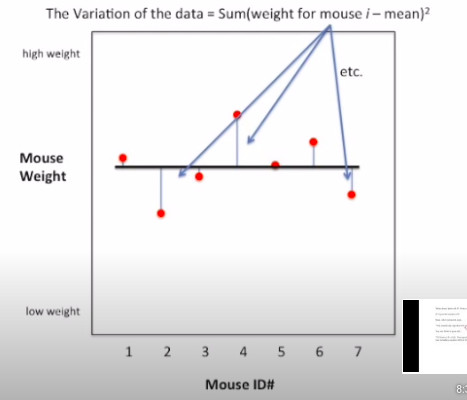 The Variation of the data = Sum(weight for mouse i – mean)²
high weight
etc.
Mouse
Weight
low weight
1 2 3 4 5 6 7
Mouse ID#